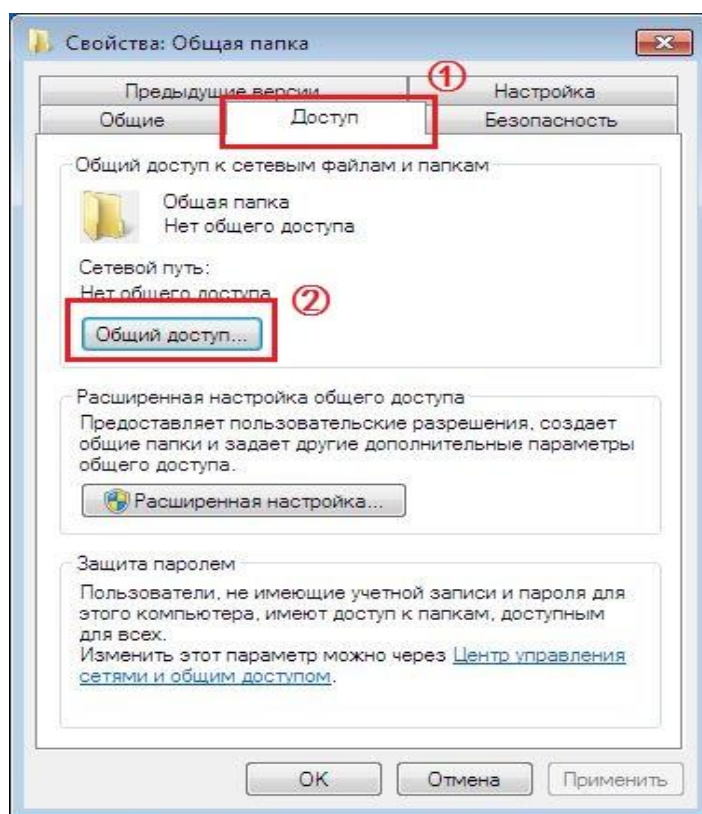 Свойства: Общая папка
①
Предыдущие версии Настройка
Общие Доступ Безопасность
Общий доступ к сетевым файлам и папкам
Общая папка
Нет общего доступа
Сетевой путь:
Нет общего доступа
②
Общий доступ...
Расширенная настройка общего доступа
Предоставляет пользовательские разрешения, создает
общие папки и задает другие дополнительные параметры
общего доступа.
Расширенная настройка...
Защита паролем
Пользователи, не имеющие учетной записи и пароля для
этого компьютера, имеют доступ к папкам, доступным
для всех.
Изменить этот параметр можно через Центр управления
сетями и общим доступом.
OK Отмена Применить